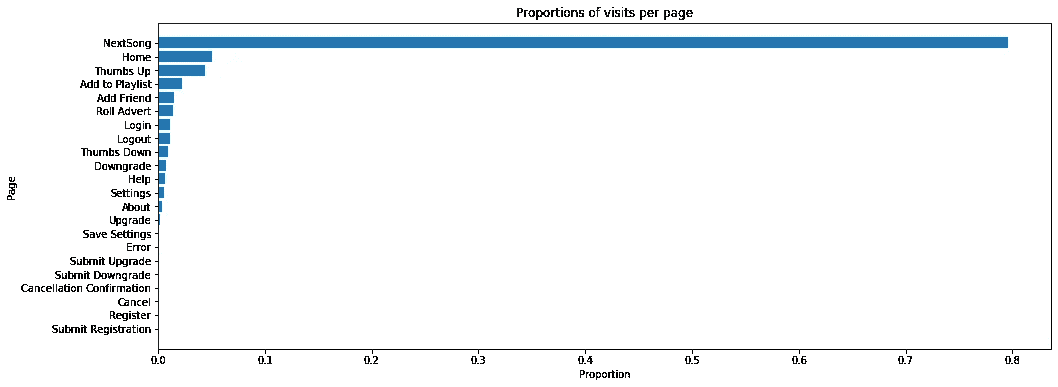 Proportions of visits per page
NextSong
Home
Thumbs Up
Add to Playlist
Add Friend
Roll Advert
Login
Logout
Thumbs Down
Downgrade
Help
Settings
About
Upgrade
Save Settings
Error
Submit Upgrade
Submit Downgrade
Cancellation Confirmation
Cancel
Register
Submit Registration
Page
0.0 0.1 0.2 0.3 0.4 0.5 0.6 0.7 0.8
Proportion